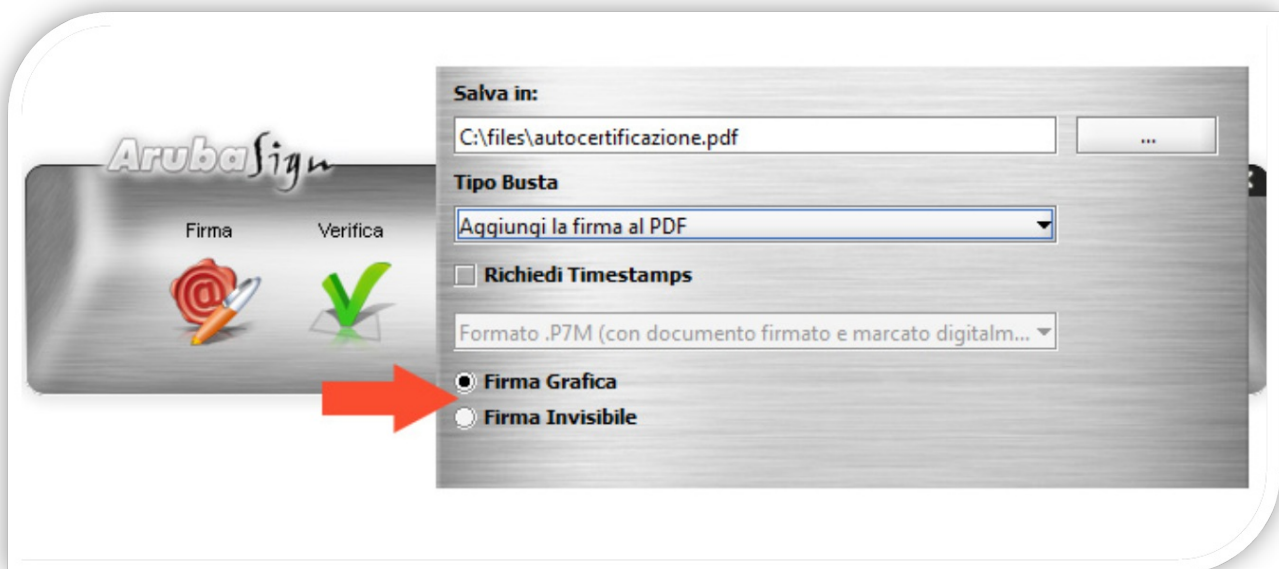 ArubaSign
Firma
Verifica
Salva in:
C:\files\autocertificazione.pdf
...
Tipo Busta
Aggiungi la firma al PDF
Richiedi Timestamps
Formato .P7M (con documento firmato e marcato digitalm...
Firma Grafica
Firma Invisibile